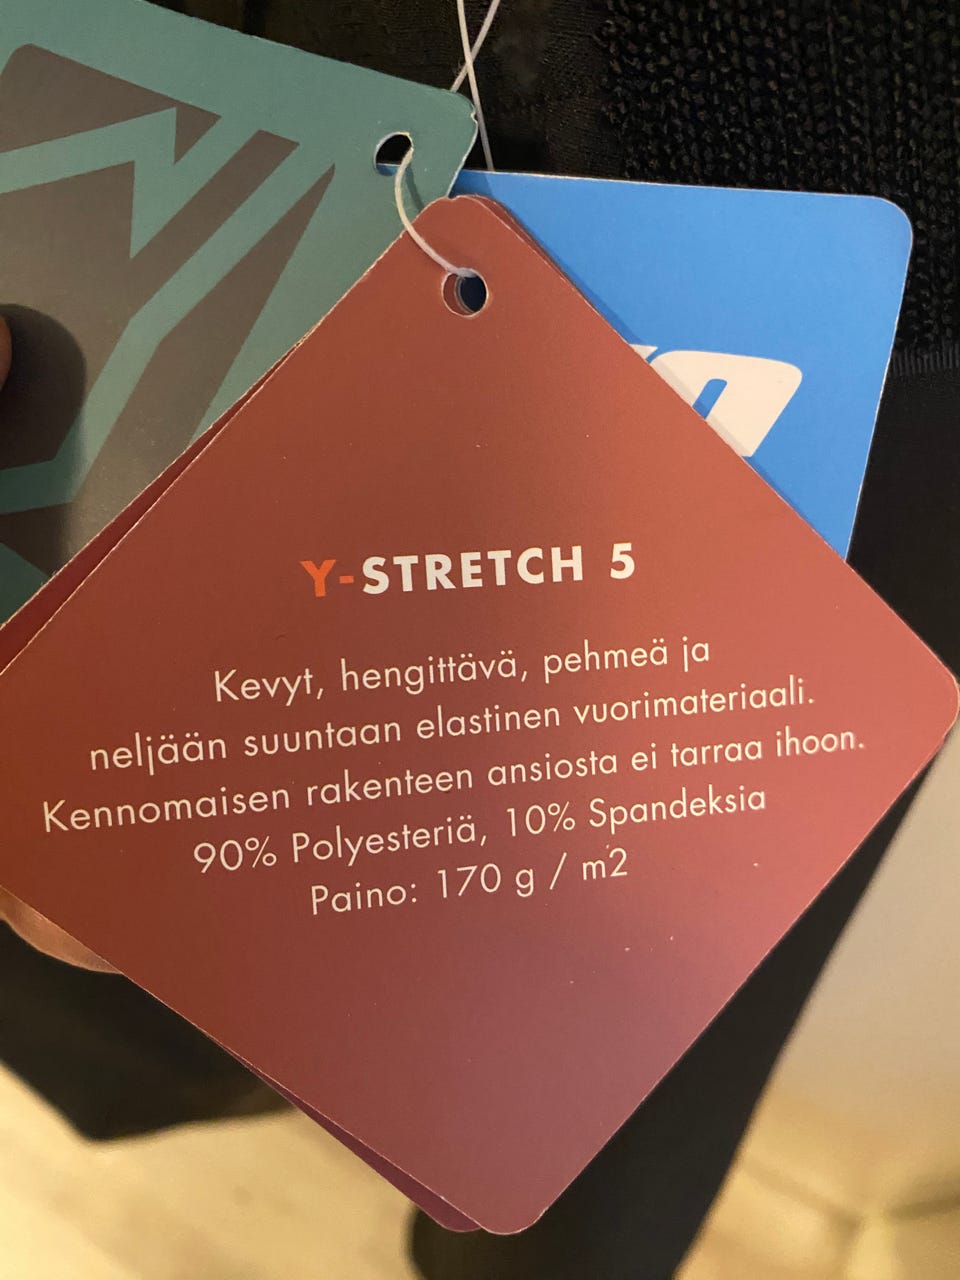 Y-STRETCH 5
Kevyt, hengittävä, pehmeä ja
neljään suuntaan elastinen vuorimateriaali.
Kennomaisen rakenteen ansiosta ei tarraa ihoon.
90% Polyesteriä, 10% Spandeksia
Paino: 170 g / m2